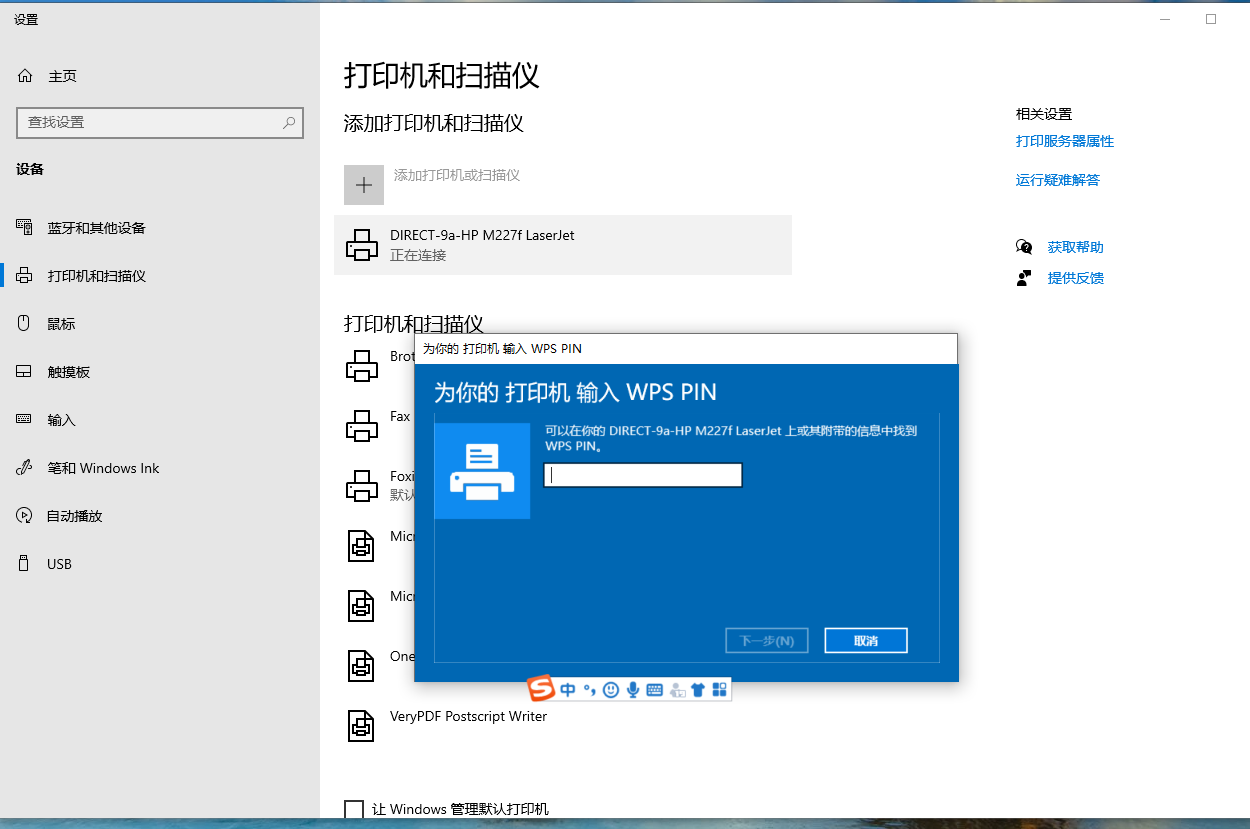 设置
主页
查找设置
设备
蓝牙和其他设备
打印机和扫描仪
鼠标
触摸板
输入
笔和 Windows Ink
自动播放
USB
打印机和扫描仪
添加打印机和扫描仪
添加打印机或扫描仪
DIRECT-9a-HP M227f LaserJet
正在连接
打印机和扫描仪
Brot
Fax
Foxi
默认
Micr
Micr
One
VeryPDF Postscript Writer
让 Windows 管理默认打印机
相关设置
打印服务器属性
运行疑难解答
获取帮助
提供反馈
为你的 打印机 输入 WPS PIN
为你的 打印机 输入 WPS PIN
可以在你的 DIRECT-9a-HP M227f LaserJet 上或其附带的信息中找到
WPS PIN。
下一步(N)
取消
中